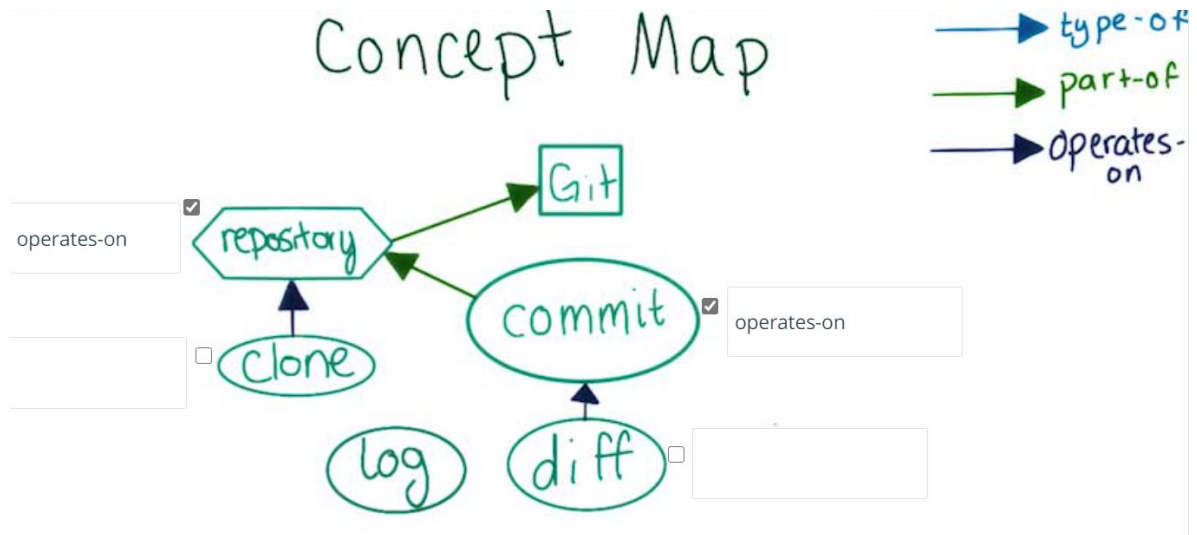 Concept Map
type-of
part-of
operates-
on
Git
operates-on
repository
commit
operates-on
clone
log
diff